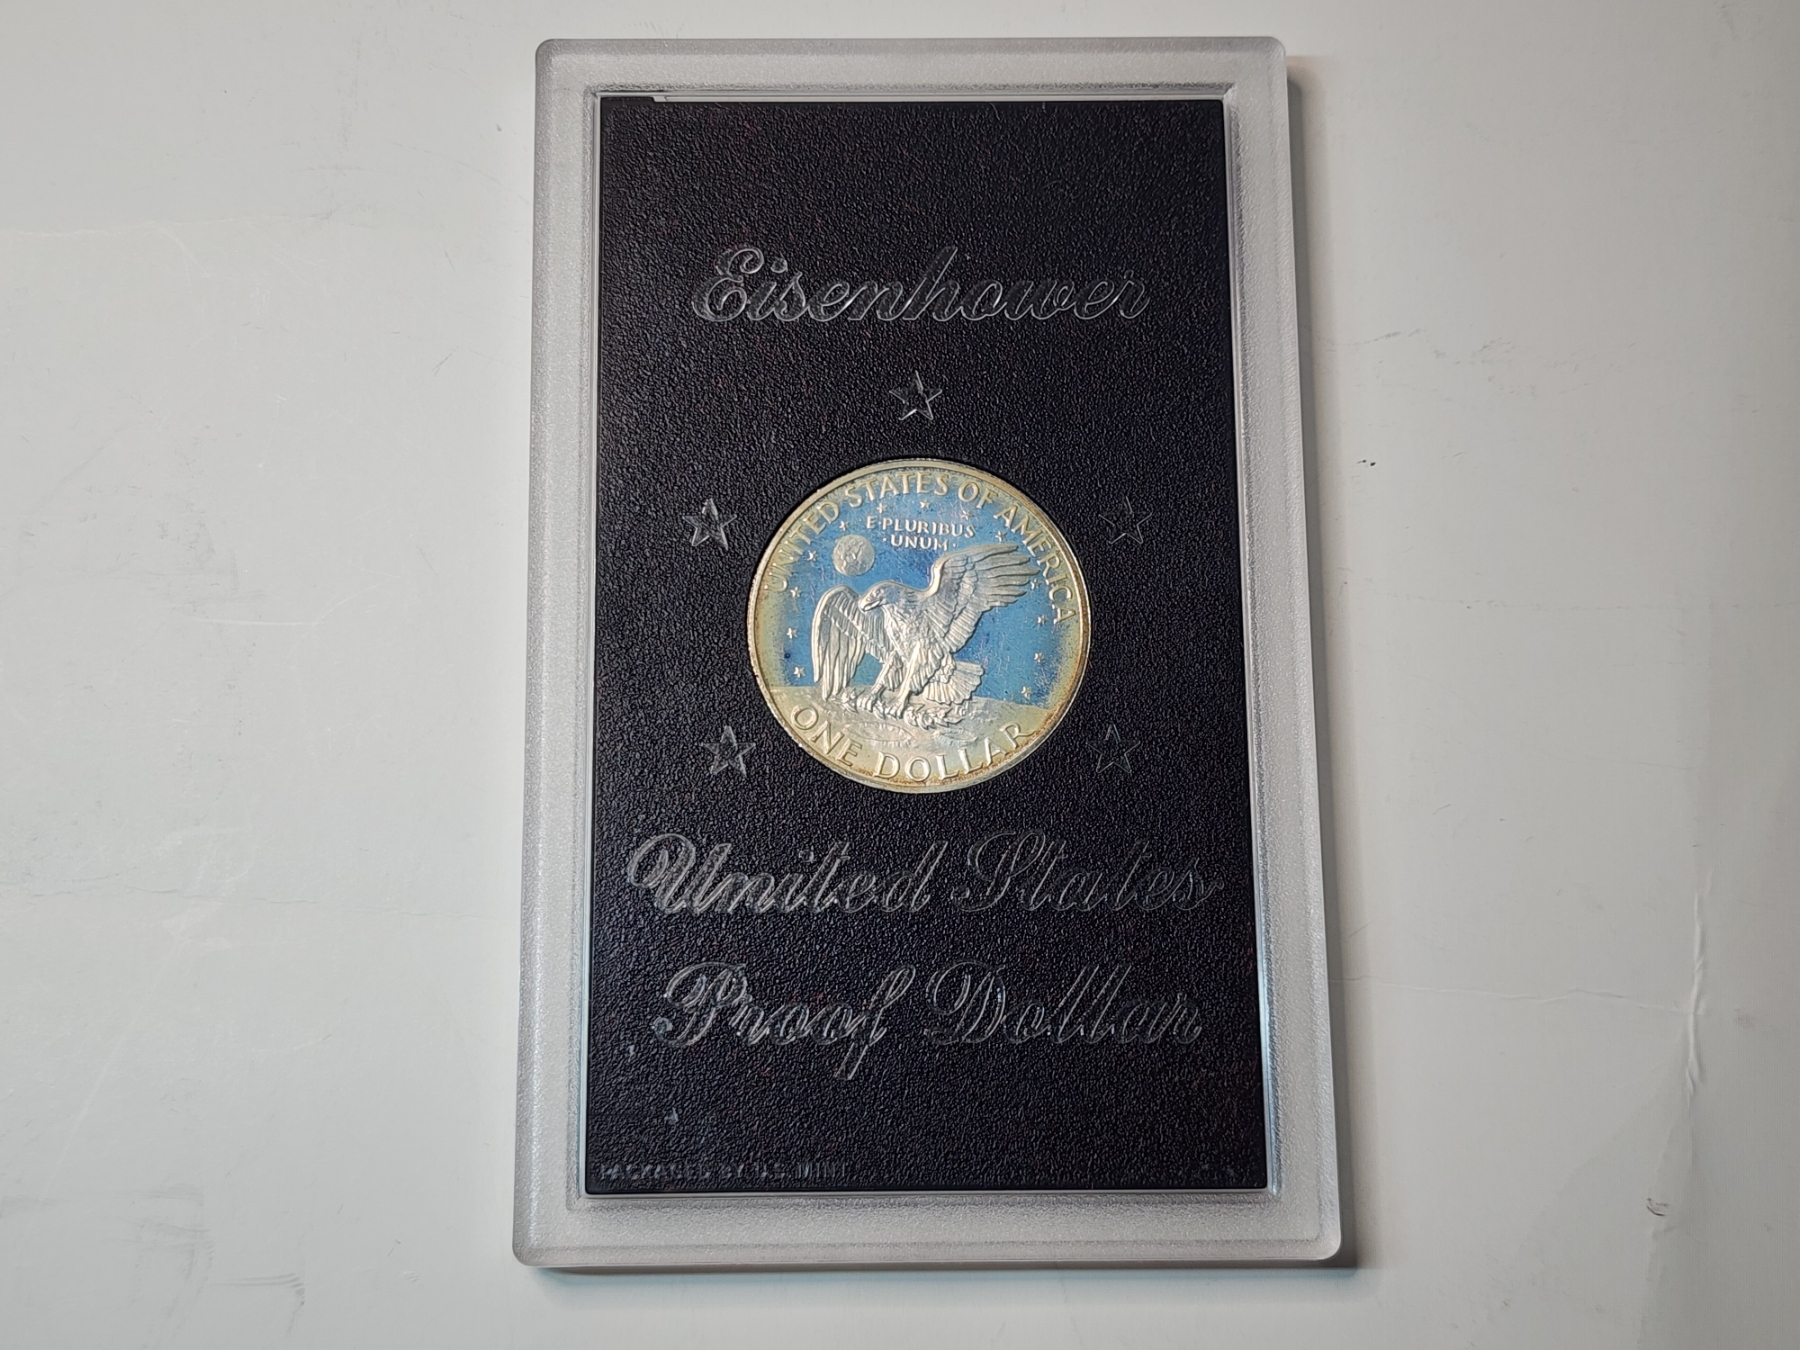 Eisenhower
UNITED STATES OF AMERICA
E·PLURIBUS
·UNUM·
ONE DOLLAR
United States
Proof Dollar
PACKAGED BY U.S. MINT